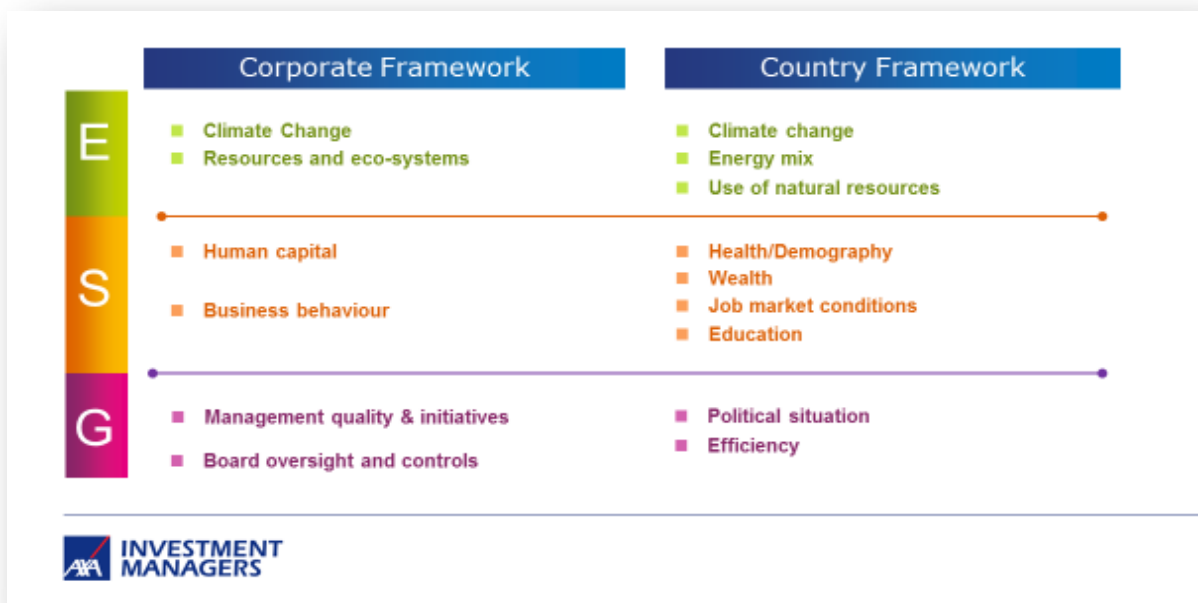 Corporate Framework
Country Framework
E
Climate Change
Resources and eco-systems
Climate change
Energy mix
Use of natural resources
S
Human capital
Business behaviour
Health/Demography
Wealth
Job market conditions
Education
G
Management quality & initiatives
Board oversight and controls
Political situation
Efficiency
AXA
INVESTMENT
MANAGERS